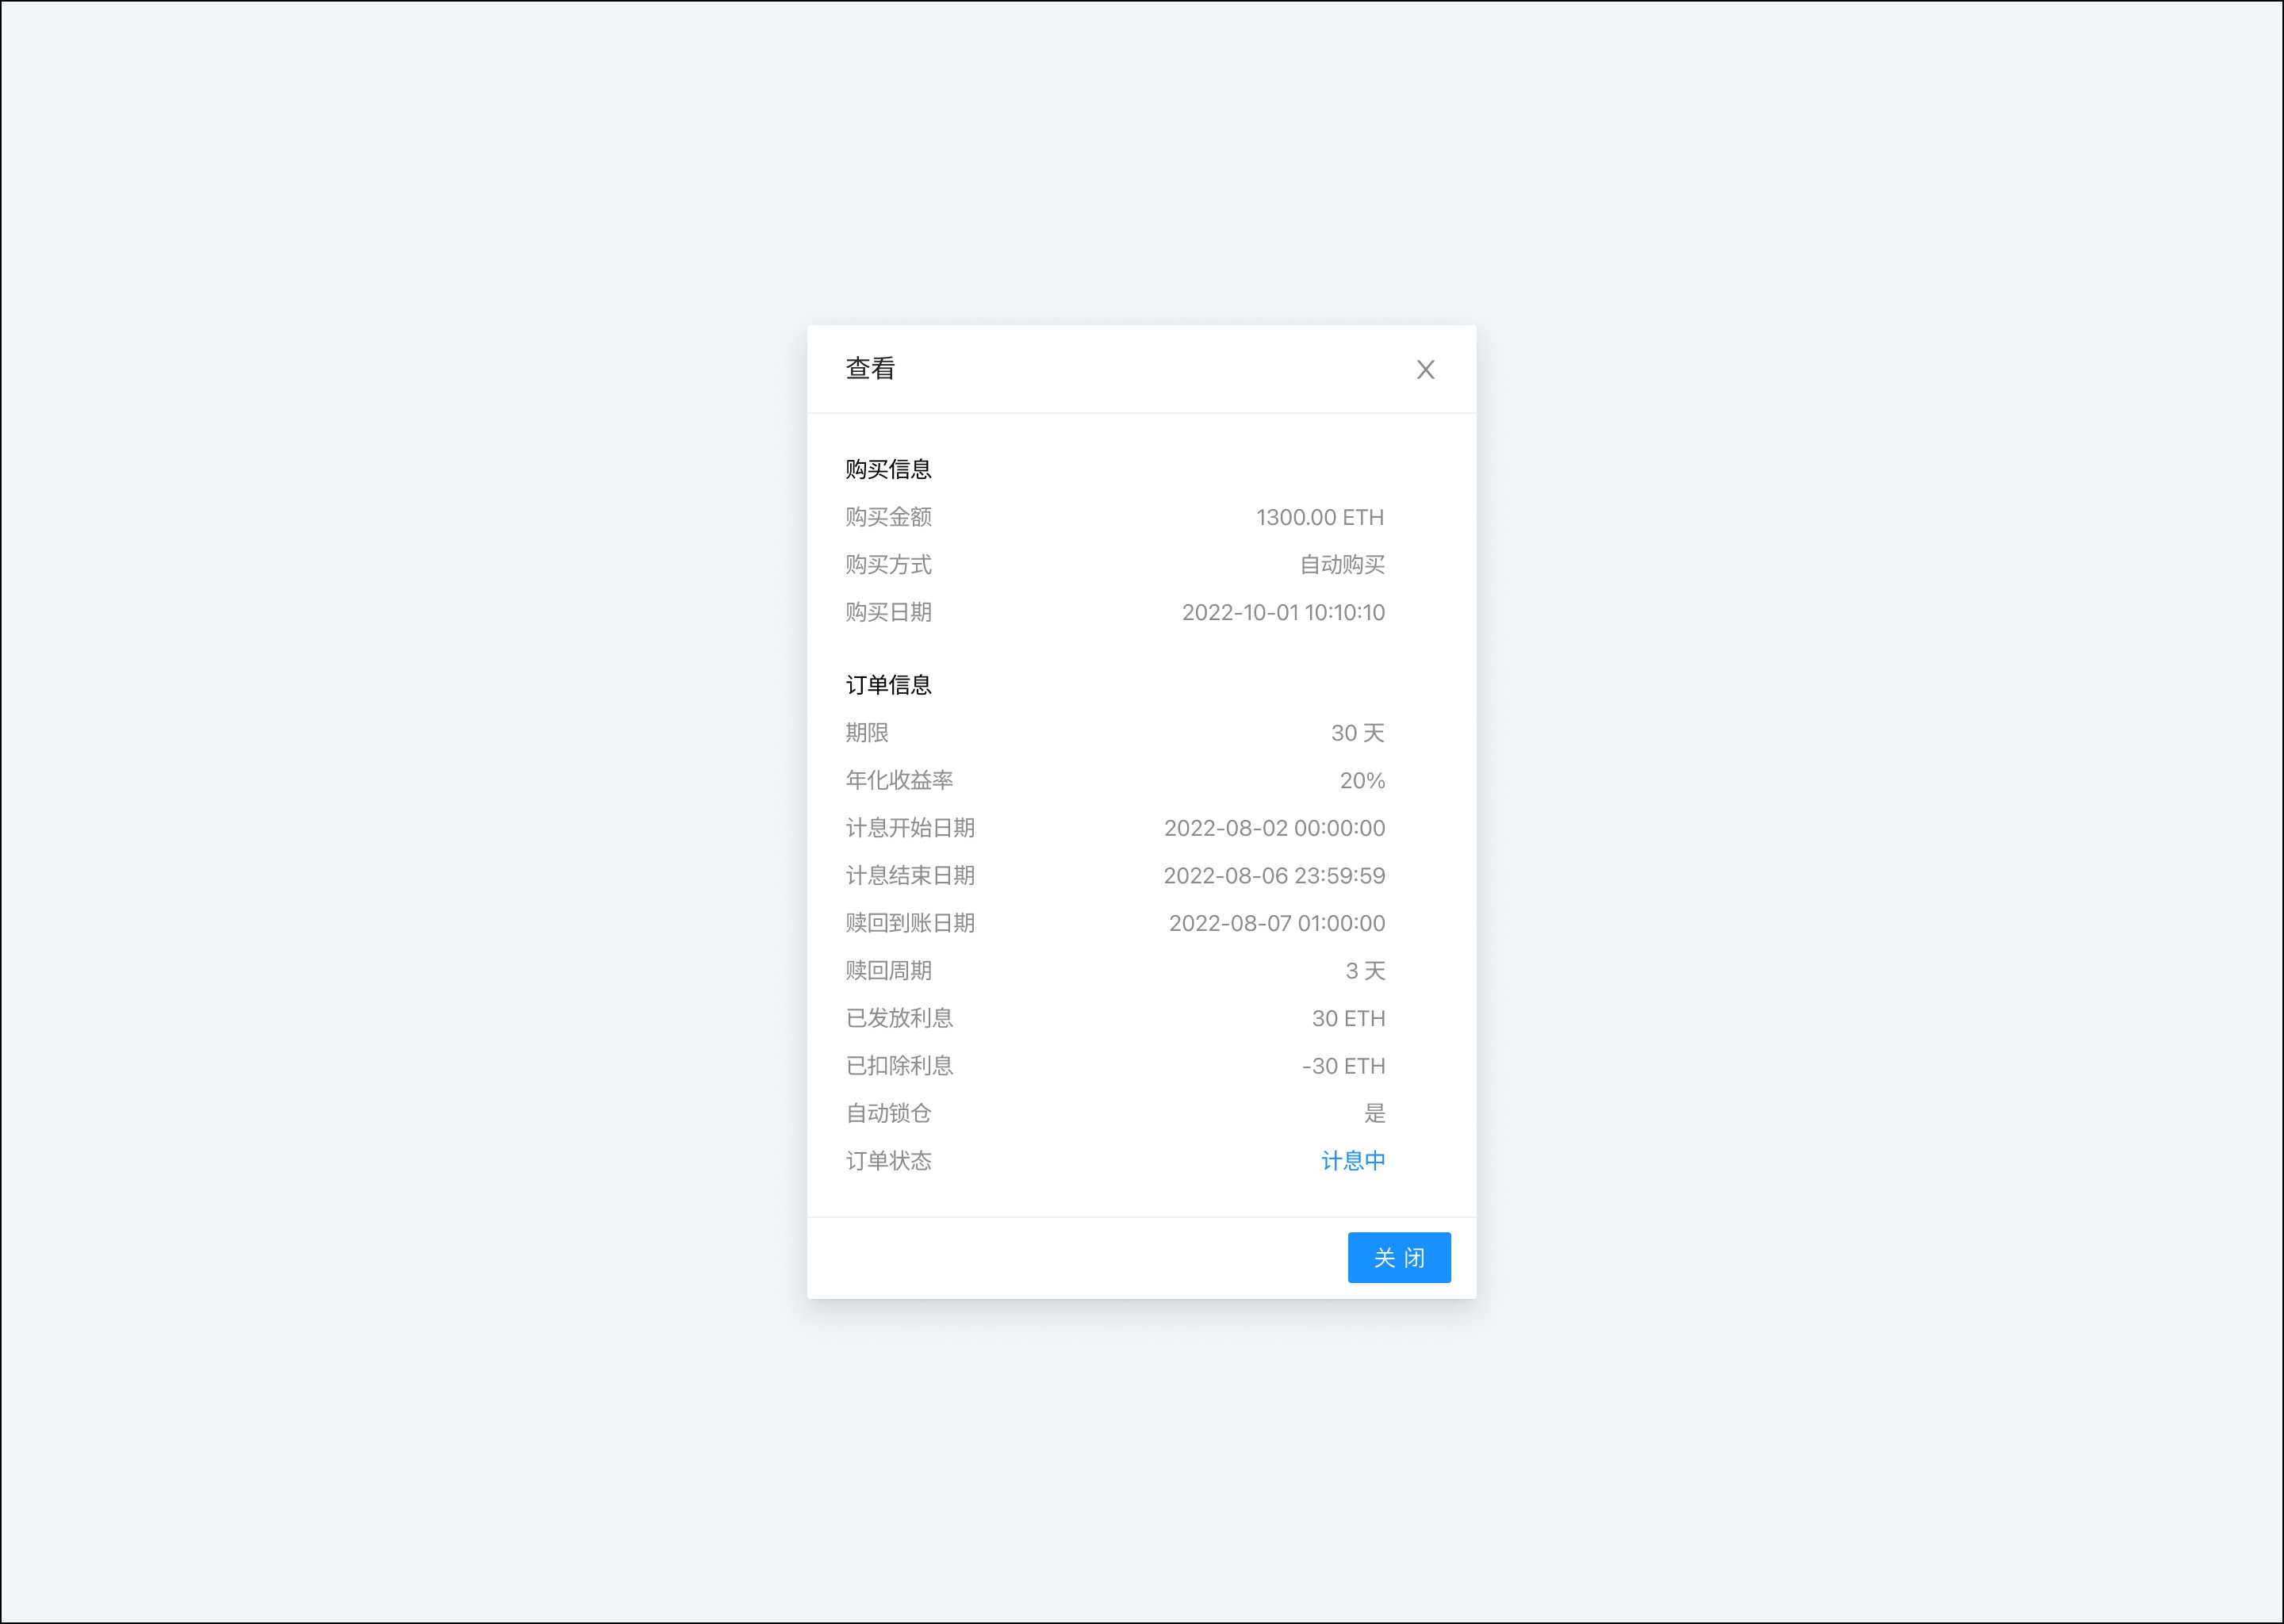 查看
购买信息
购买金额 1300.00 ETH
购买方式 自动购买
购买日期 2022-10-01 10:10:10
订单信息
期限 30 天
年化收益率 20%
计息开始日期 2022-08-02 00:00:00
计息结束日期 2022-08-06 23:59:59
赎回到账日期 2022-08-07 01:00:00
赎回周期 3 天
已发放利息 30 ETH
已扣除利息 -30 ETH
自动锁仓 是
订单状态 计息中
关 闭